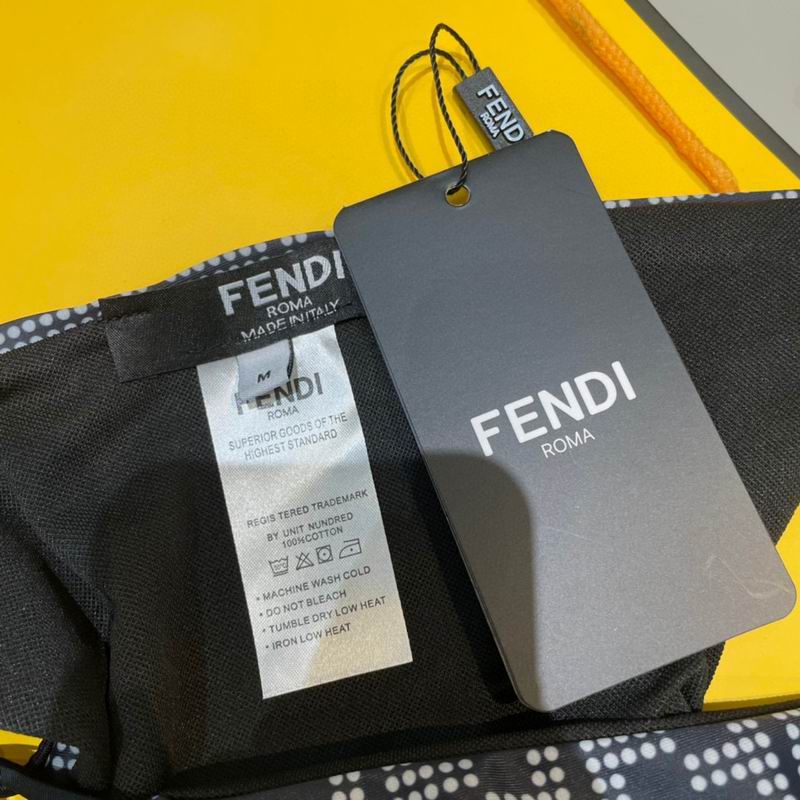 FENDI
ROMA
FENDI
ROMA
MADE IN ITALY
M
FENDI
ROMA
SUPERIOR GOODS OF THE
HIGHEST STANDARD
REGIS TERED TRADEMARK
BY UNIT NUNDRED
100%COTTON
• MACHINE WASH COLD
• DO NOT BLEACH
• TUMBLE DRY LOW HEAT
• IRON LOW HEAT
FENDI
ROMA